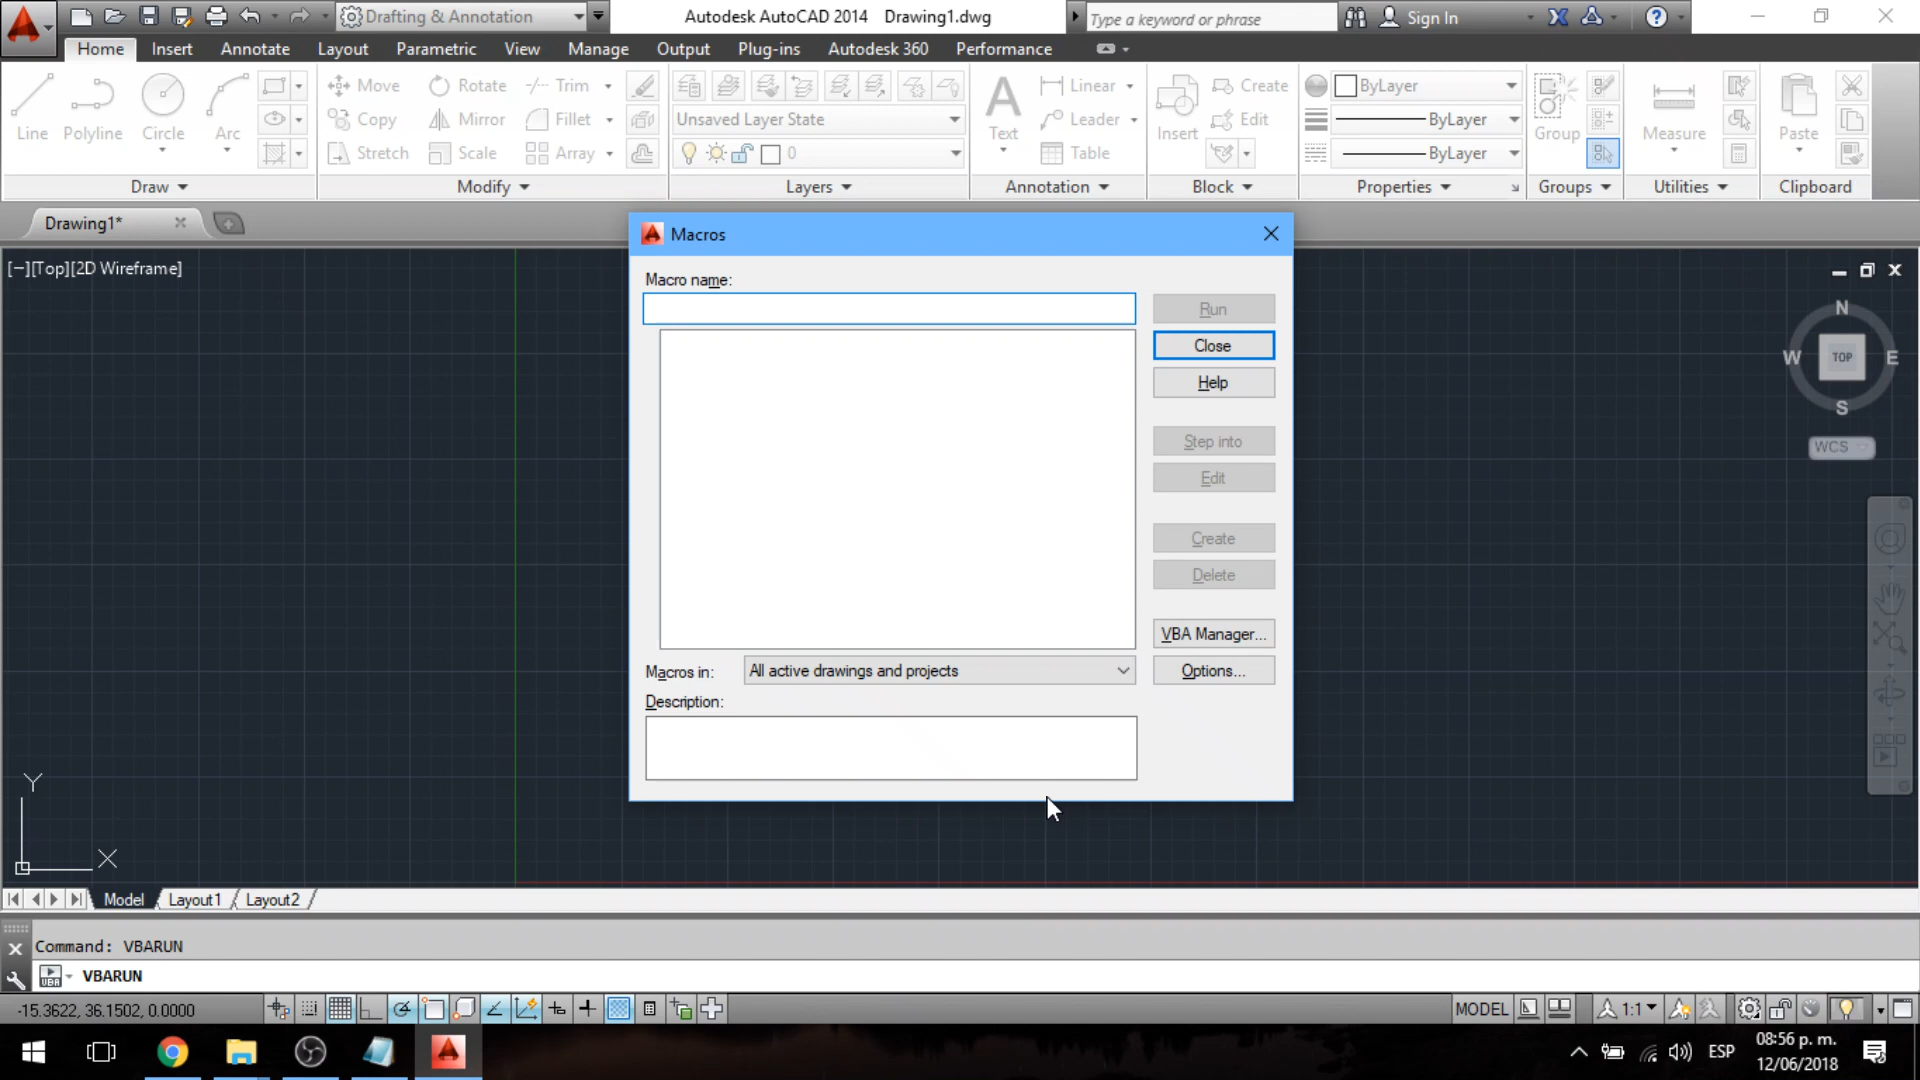 Drafting & Annotation
Autodesk AutoCAD 2014 Drawing1.dwg
Type a keyword or phrase
Sign In
Home Insert Annotate Layout Parametric View Manage Output Plug-ins Autodesk 360 Performance
Line Polyline Circle Arc
Move Rotate Trim
Copy Mirror Fillet
Stretch Scale Array
Unsaved Layer State
0
Text
Linear
Leader
Table
Insert
Create
Edit
ByLayer
ByLayer
ByLayer
Group
Measure
Paste
Draw Modify Layers Annotation Block Properties Groups Utilities Clipboard
Drawing1*
[−][Top][2D Wireframe]
Macros
Macro name:
Run
Close
Help
Step into
Edit
Create
Delete
VBA Manager...
Macros in: All active drawings and projects
Options...
Description:
N
W TOP E
S
WCS
Y
X
Model Layout1 Layout2
Command: VBARUN
VBA VBARUN
-15.3622, 36.1502, 0.0000
MODEL
1:1
ESP
08:56 p. m.
12/06/2018